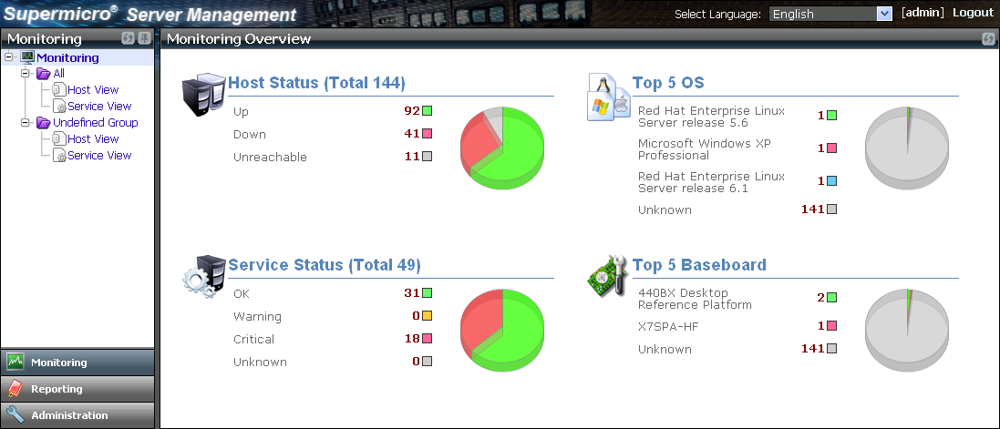 Supermicro® Server Management
Select Language: English [admin] Logout
Monitoring
Monitoring
All
Host View
Service View
Undefined Group
Host View
Service View
Monitoring
Reporting
Administration
Monitoring Overview
Host Status (Total 144)
Up 92
Down 41
Unreachable 11
Top 5 OS
Red Hat Enterprise Linux
Server release 5.6 1
Microsoft Windows XP
Professional 1
Red Hat Enterprise Linux
Server release 6.1 1
Unknown 141
Service Status (Total 49)
OK 31
Warning 0
Critical 18
Unknown 0
Top 5 Baseboard
440BX Desktop
Reference Platform 2
X7SPA-HF 1
Unknown 141